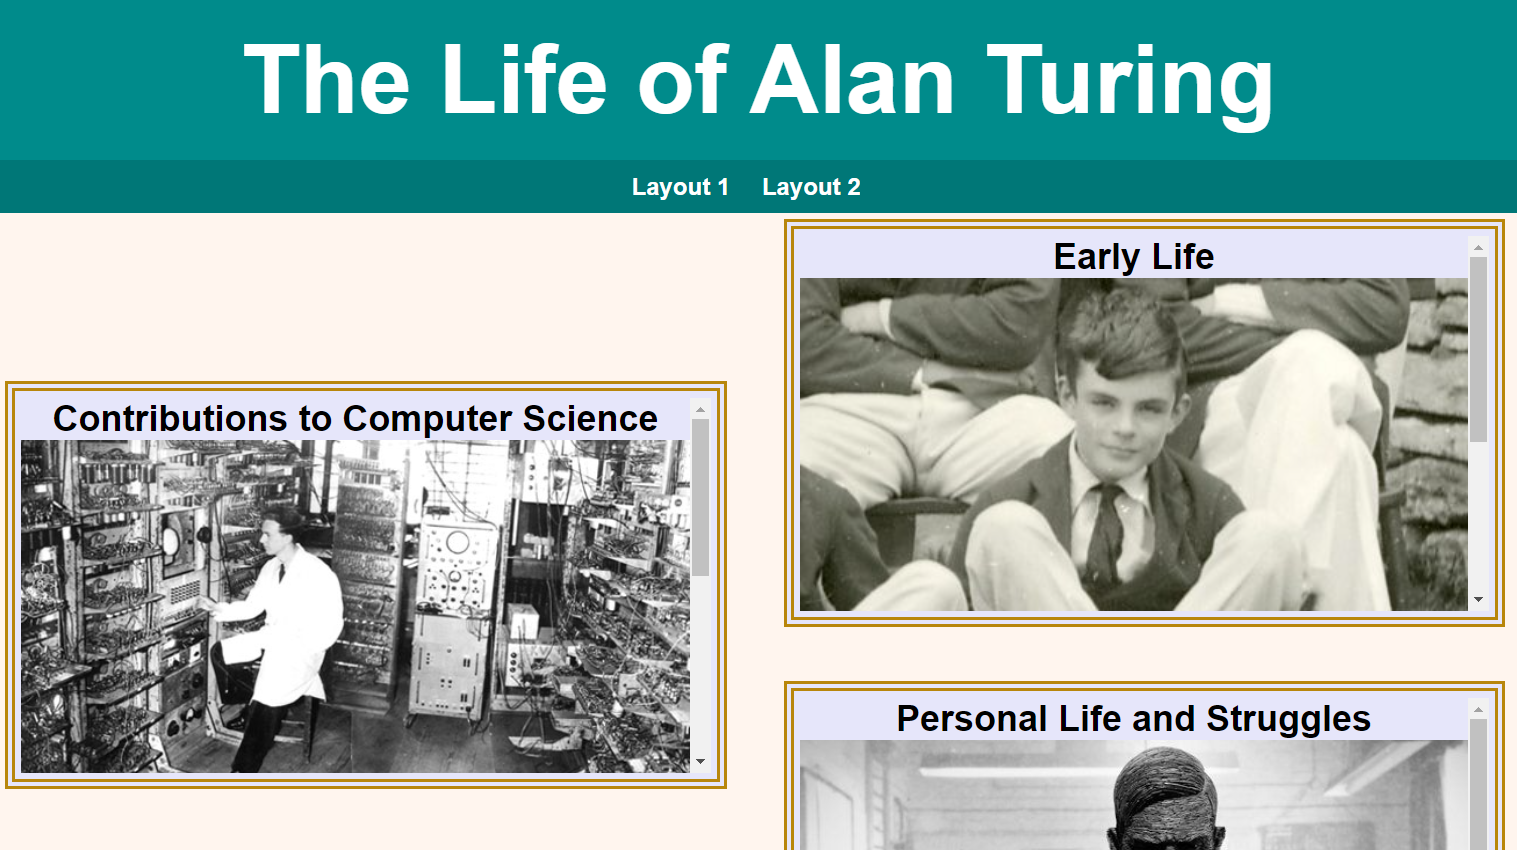 The Life of Alan Turing
Layout 1 Layout 2
Early Life
Contributions to Computer Science
Personal Life and Struggles